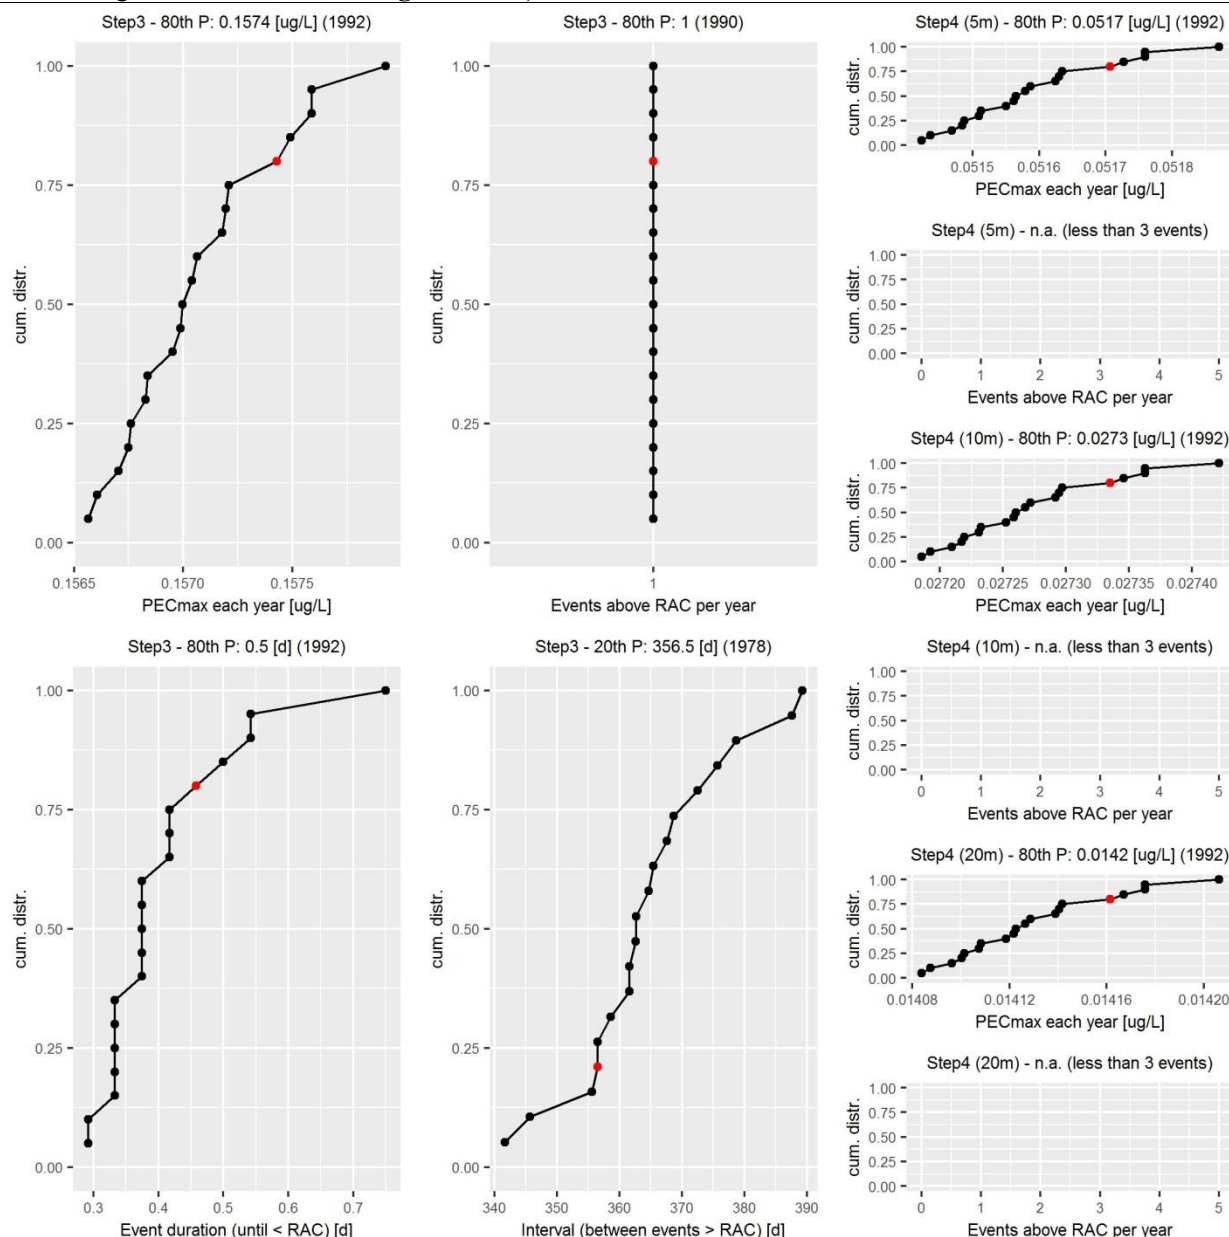 Step3 - 80th P: 0.1574 [ug/L] (1992)
1.00
0.75
0.50
0.25
0.00
cum. distr.
0.1565 0.1570 0.1575
PECmax each year [ug/L]
Step3 - 80th P: 1 (1990)
1.00
0.75
0.50
0.25
0.00
cum. distr.
1
Events above RAC per year
Step4 (5m) - 80th P: 0.0517 [ug/L] (1992)
1.00
0.75
0.50
0.25
0.00
cum. distr.
0.0515 0.0516 0.0517 0.0518
PECmax each year [ug/L]
Step4 (5m) - n.a. (less than 3 events)
1.00
0.75
0.50
0.25
0.00
cum. distr.
0 1 2 3 4 5
Events above RAC per year
Step4 (10m) - 80th P: 0.0273 [ug/L] (1992)
1.00
0.75
0.50
0.25
0.00
cum. distr.
0.02720 0.02725 0.02730 0.02735 0.02740
PECmax each year [ug/L]
Step3 - 80th P: 0.5 [d] (1992)
1.00
0.75
0.50
0.25
0.00
cum. distr.
0.3 0.4 0.5 0.6 0.7
Event duration (until < RAC) [d]
Step3 - 20th P: 356.5 [d] (1978)
1.00
0.75
0.50
0.25
0.00
cum. distr.
340 350 360 370 380 390
Interval (between events > RAC) [d]
Step4 (10m) - n.a. (less than 3 events)
1.00
0.75
0.50
0.25
0.00
cum. distr.
0 1 2 3 4 5
Events above RAC per year
Step4 (20m) - 80th P: 0.0142 [ug/L] (1992)
1.00
0.75
0.50
0.25
0.00
cum. distr.
0.01408 0.01412 0.01416 0.01420
PECmax each year [ug/L]
Step4 (20m) - n.a. (less than 3 events)
1.00
0.75
0.50
0.25
0.00
cum. distr.
0 1 2 3 4 5
Events above RAC per year